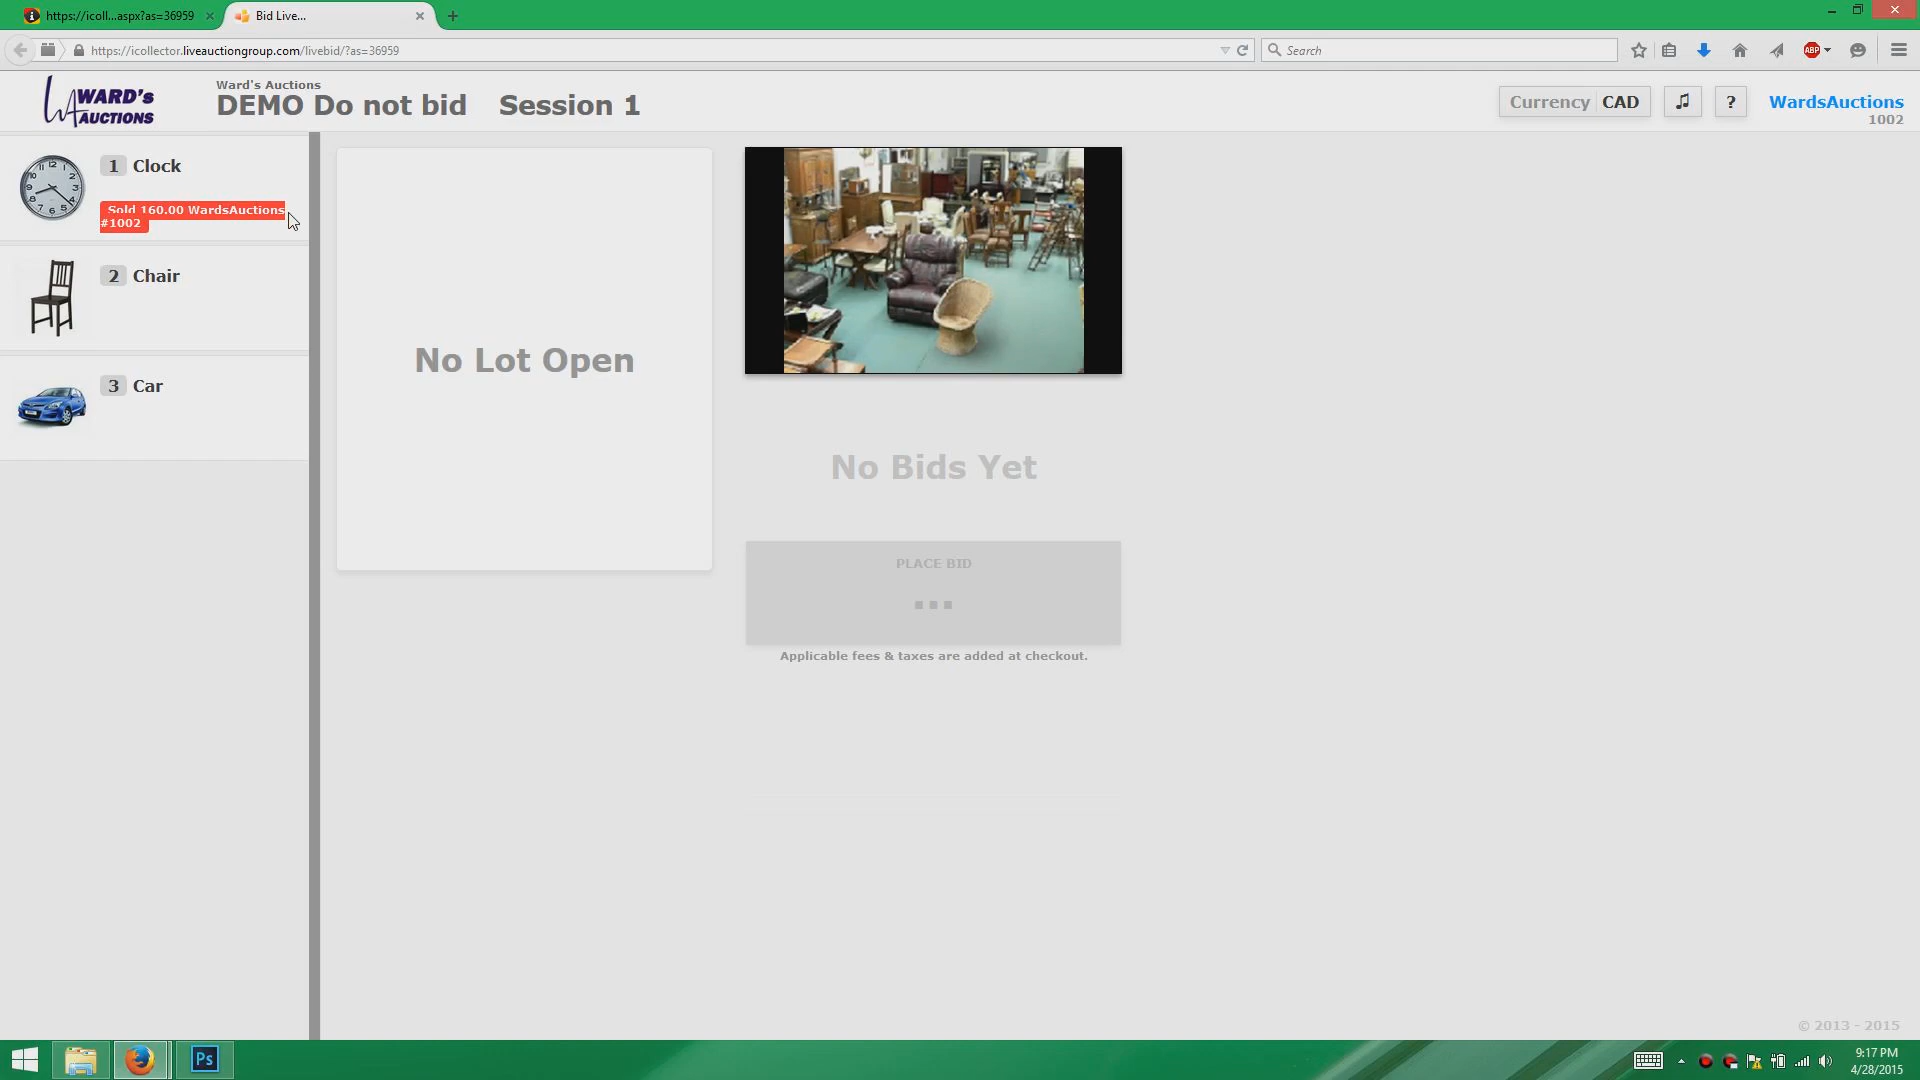 https://icoll...aspx?as=36959
Bid Live...
https://icollector.liveauctiongroup.com/livebid/?as=36959
Search
ABP
WARD's
AUCTIONS
Ward's Auctions
DEMO Do not bid Session 1
Currency CAD
?
WardsAuctions
1002
1 Clock
Sold 160.00 WardsAuctions
#1002
2 Chair
3 Car
No Lot Open
No Bids Yet
PLACE BID
...
Applicable fees & taxes are added at checkout.
© 2013 - 2015
Ps
9:17 PM
4/28/2015